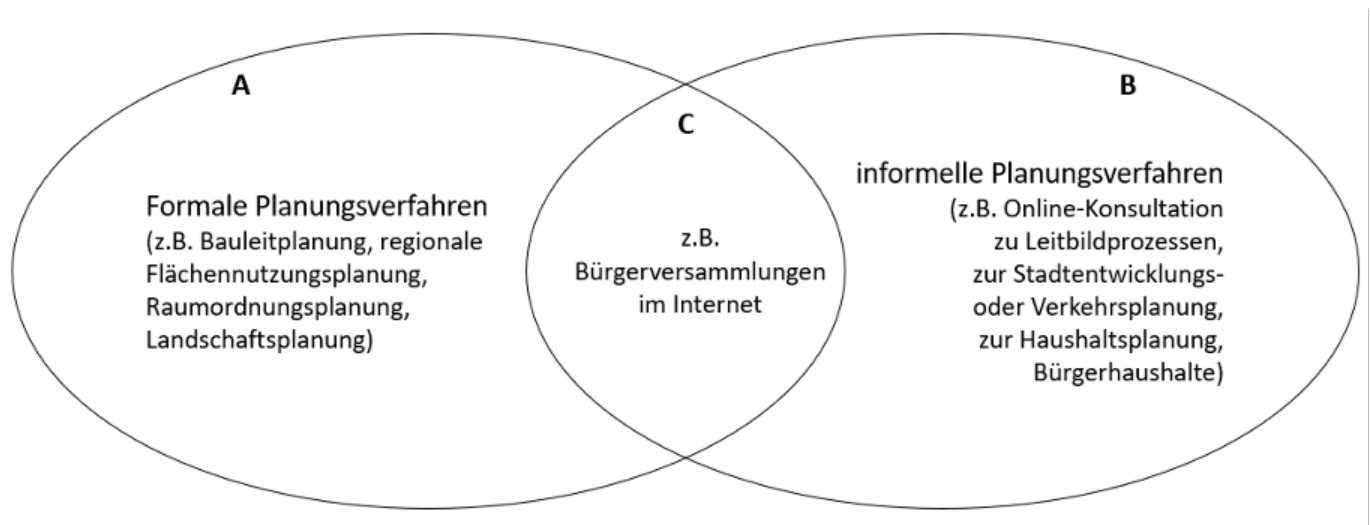 A
Formale Planungsverfahren
(z.B. Bauleitplanung, regionale
Flächennutzungsplanung,
Raumordnungsplanung,
Landschaftsplanung)
C
z.B.
Bürgerversammlungen
im Internet
B
informelle Planungsverfahren
(z.B. Online-Konsultation
zu Leitbildprozessen,
zur Stadtentwicklungs-
oder Verkehrsplanung,
zur Haushaltsplanung,
Bürgerhaushalte)